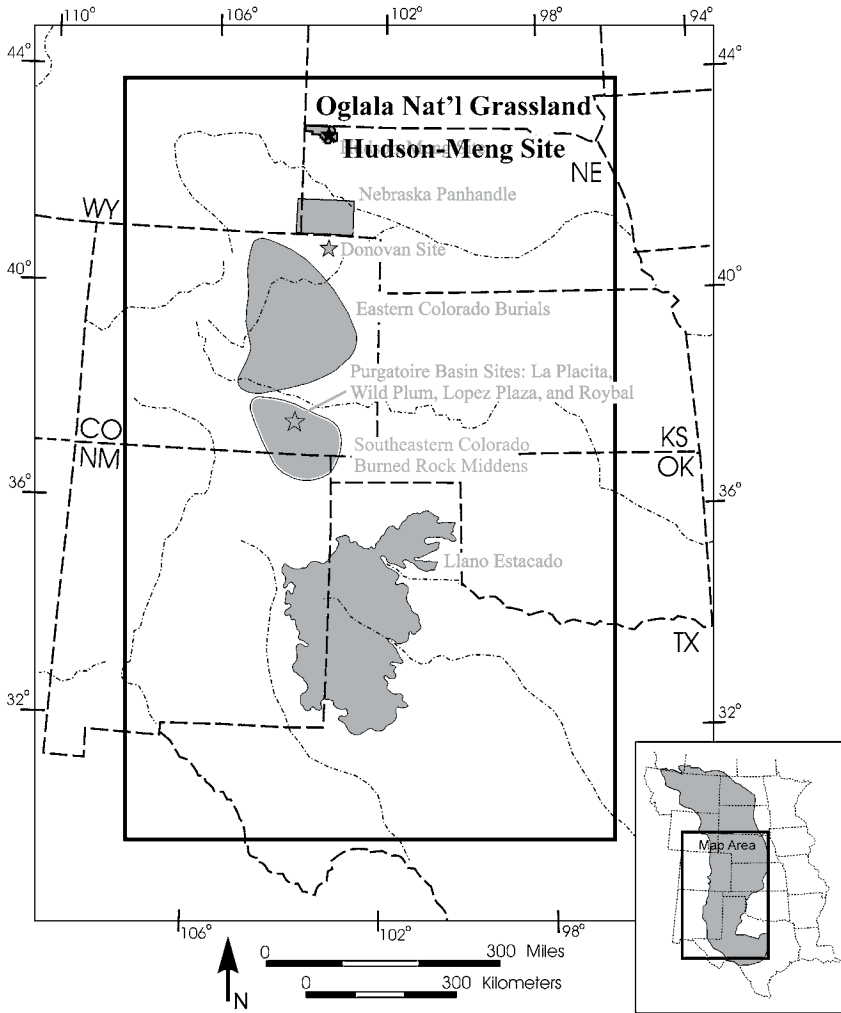 110° 106° 102° 98° 94°
44° 44°
Oglala Nat'l Grassland
Hudson-Meng Site
NE
Nebraska Panhandle
WY
Donovan Site
40° 40°
Eastern Colorado Burials
Purgatoire Basin Sites: La Placita,
Wild Plum, Lopez Plaza, and Roybal
CO
KS
NM
Southeastern Colorado
Burned Rock Middens
OK
36° 36°
Llano Estacado
TX
32° 32°
Map Area
106° 102° 98°
0 300 Miles
0 300 Kilometers
N